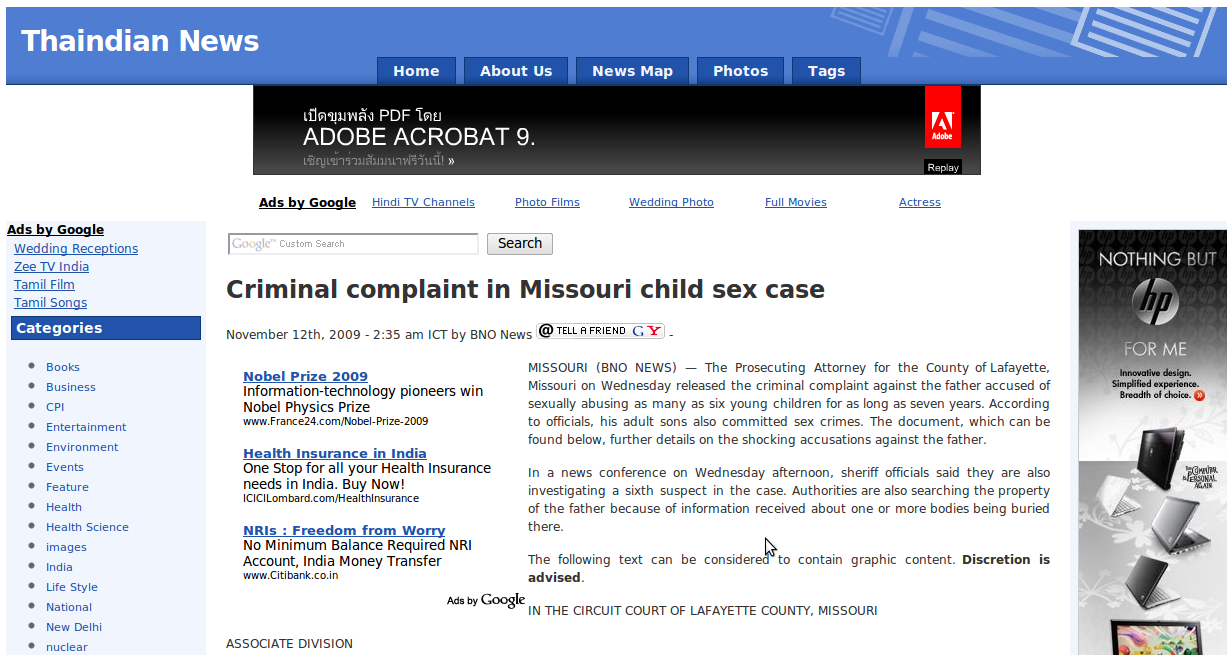 Thaindian News
Home About Us News Map Photos Tags
เปิดขุมพลัง PDF โดย
ADOBE ACROBAT 9.
เชิญเข้าร่วมสัมมนาฟรีวันนี้! »
Adobe
Replay
Ads by Google Hindi TV Channels Photo Films Wedding Photo Full Movies Actress
Ads by Google
Wedding Receptions
Zee TV India
Tamil Film
Tamil Songs
Categories
Books
Business
CPI
Entertainment
Environment
Events
Feature
Health
Health Science
images
India
Life Style
National
New Delhi
nuclear
Google™ Custom Search Search
Criminal complaint in Missouri child sex case
November 12th, 2009 - 2:35 am ICT by BNO News @ TELL A FRIEND G Y -
Nobel Prize 2009
Information-technology pioneers win
Nobel Physics Prize
www.France24.com/Nobel-Prize-2009
Health Insurance in India
One Stop for all your Health Insurance
needs in India. Buy Now!
ICICILombard.com/HealthInsurance
NRIs : Freedom from Worry
No Minimum Balance Required NRI
Account, India Money Transfer
www.Citibank.co.in
Ads by Google
MISSOURI (BNO NEWS) — The Prosecuting Attorney for the County of Lafayette,
Missouri on Wednesday released the criminal complaint against the father accused of
sexually abusing as many as six young children for as long as seven years. According
to officials, his adult sons also committed sex crimes. The document, which can be
found below, further details on the shocking accusations against the father.
In a news conference on Wednesday afternoon, sheriff officials said they are also
investigating a sixth suspect in the case. Authorities are also searching the property
of the father because of information received about one or more bodies being buried
there.
The following text can be considered to contain graphic content. Discretion is
advised.
IN THE CIRCUIT COURT OF LAFAYETTE COUNTY, MISSOURI
ASSOCIATE DIVISION
NOTHING BUT
hp
FOR ME
Innovative design.
Simplified experience.
Breadth of choice. »
THE COMPUTER
IS PERSONAL
AGAIN